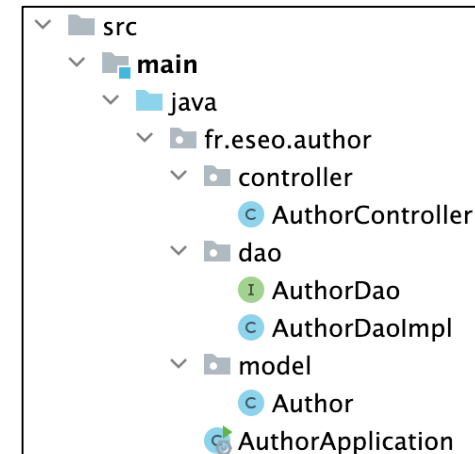 src
main
java
fr.eseo.author
controller
C AuthorController
dao
I AuthorDao
C AuthorDaoImpl
model
C Author
C AuthorApplication